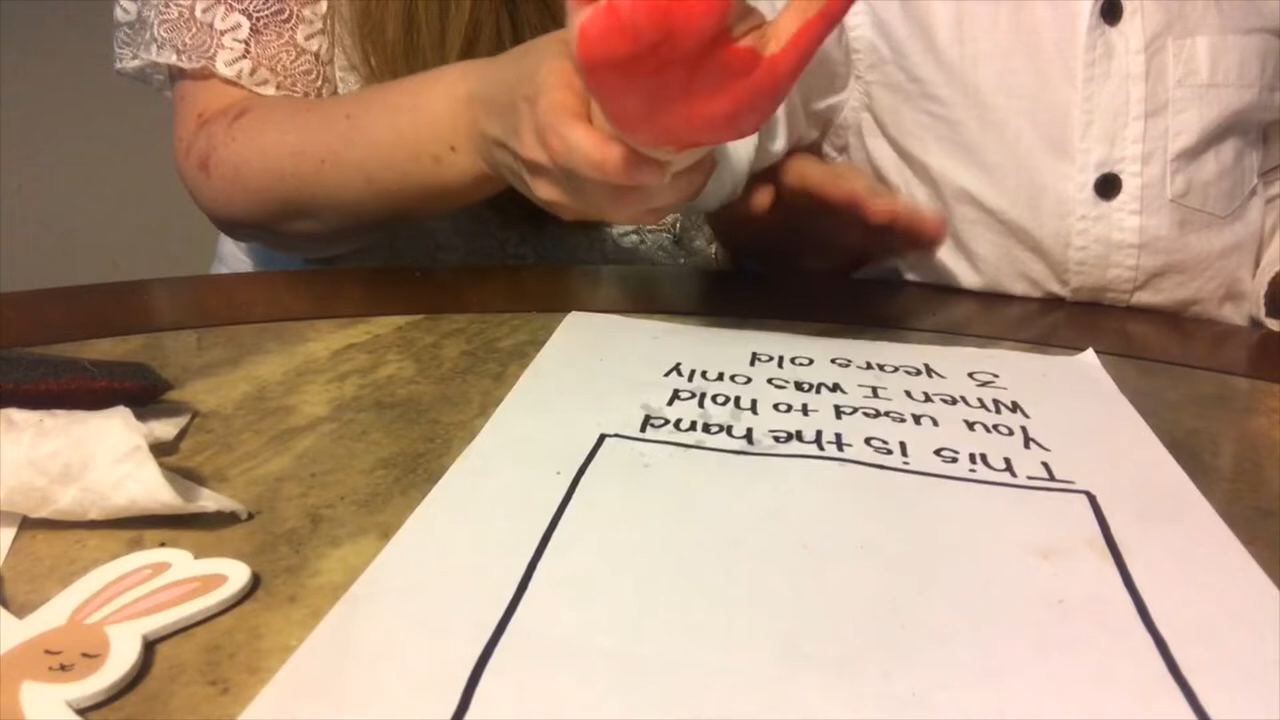 This is the hand
you used to hold
When I was only
3 years old